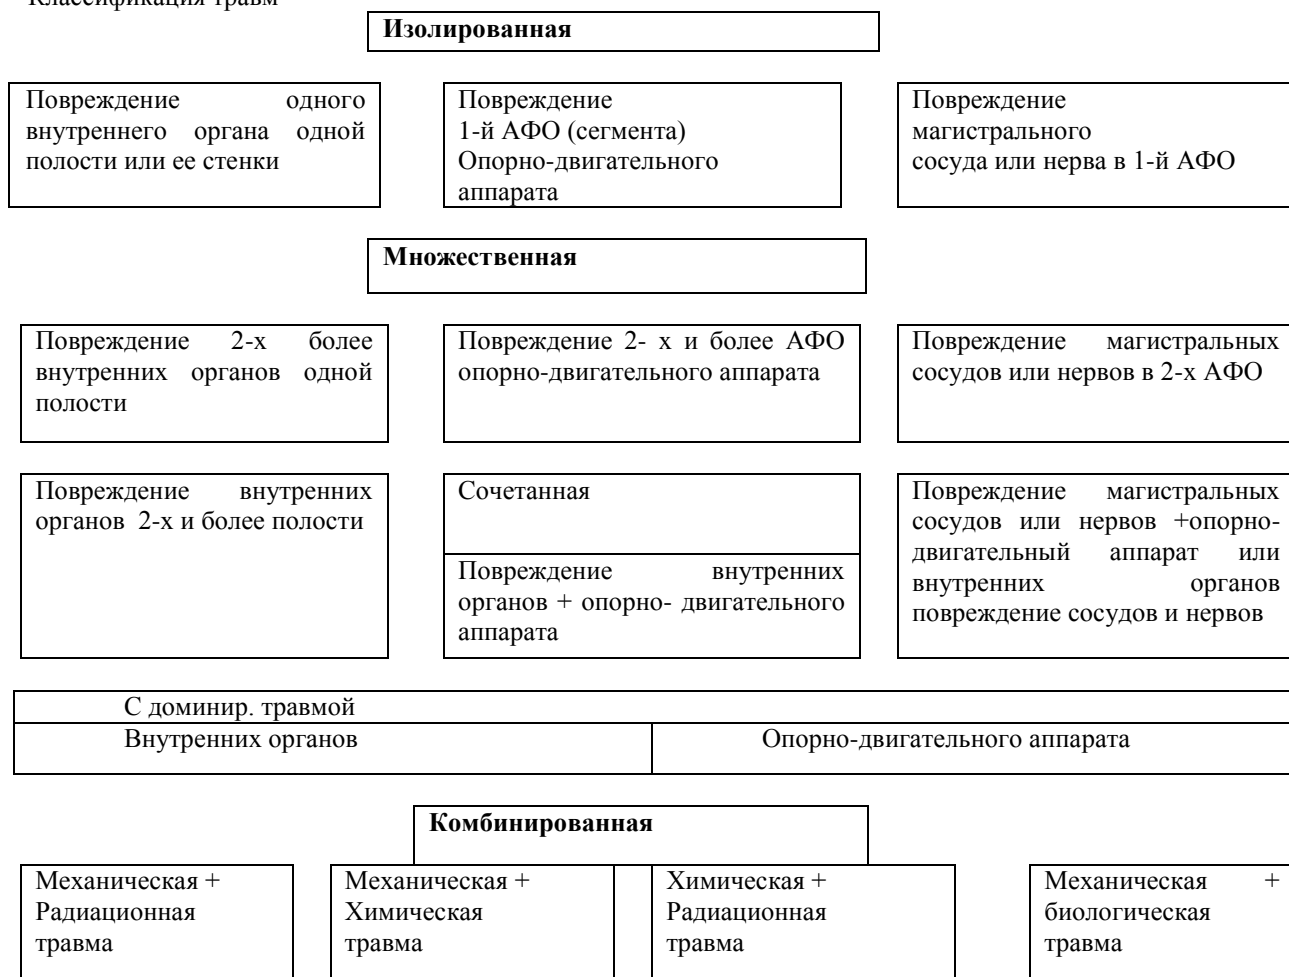 Классификация травм
Изолированная
Повреждение одного
внутреннего органа одной
полости или ее стенки
Повреждение
1-й АФО (сегмента)
Опорно-двигательного
аппарата
Повреждение
магистрального
сосуда или нерва в 1-й АФО
Множественная
Повреждение 2-х более
внутренних органов одной
полости
Повреждение 2- х и более АФО
опорно-двигательного аппарата
Повреждение магистральных
сосудов или нервов в 2-х АФО
Повреждение внутренних
органов 2-х и более полости
Сочетанная
Повреждение внутренних
органов + опорно- двигательного
аппарата
Повреждение магистральных
сосудов или нервов +опорно-
двигательный аппарат или
внутренних органов
повреждение сосудов и нервов
С доминир. травмой
Внутренних органов
Опорно-двигательного аппарата
Комбинированная
Механическая +
Радиационная
травма
Механическая +
Химическая
травма
Химическая +
Радиационная
травма
Механическая +
биологическая
травма